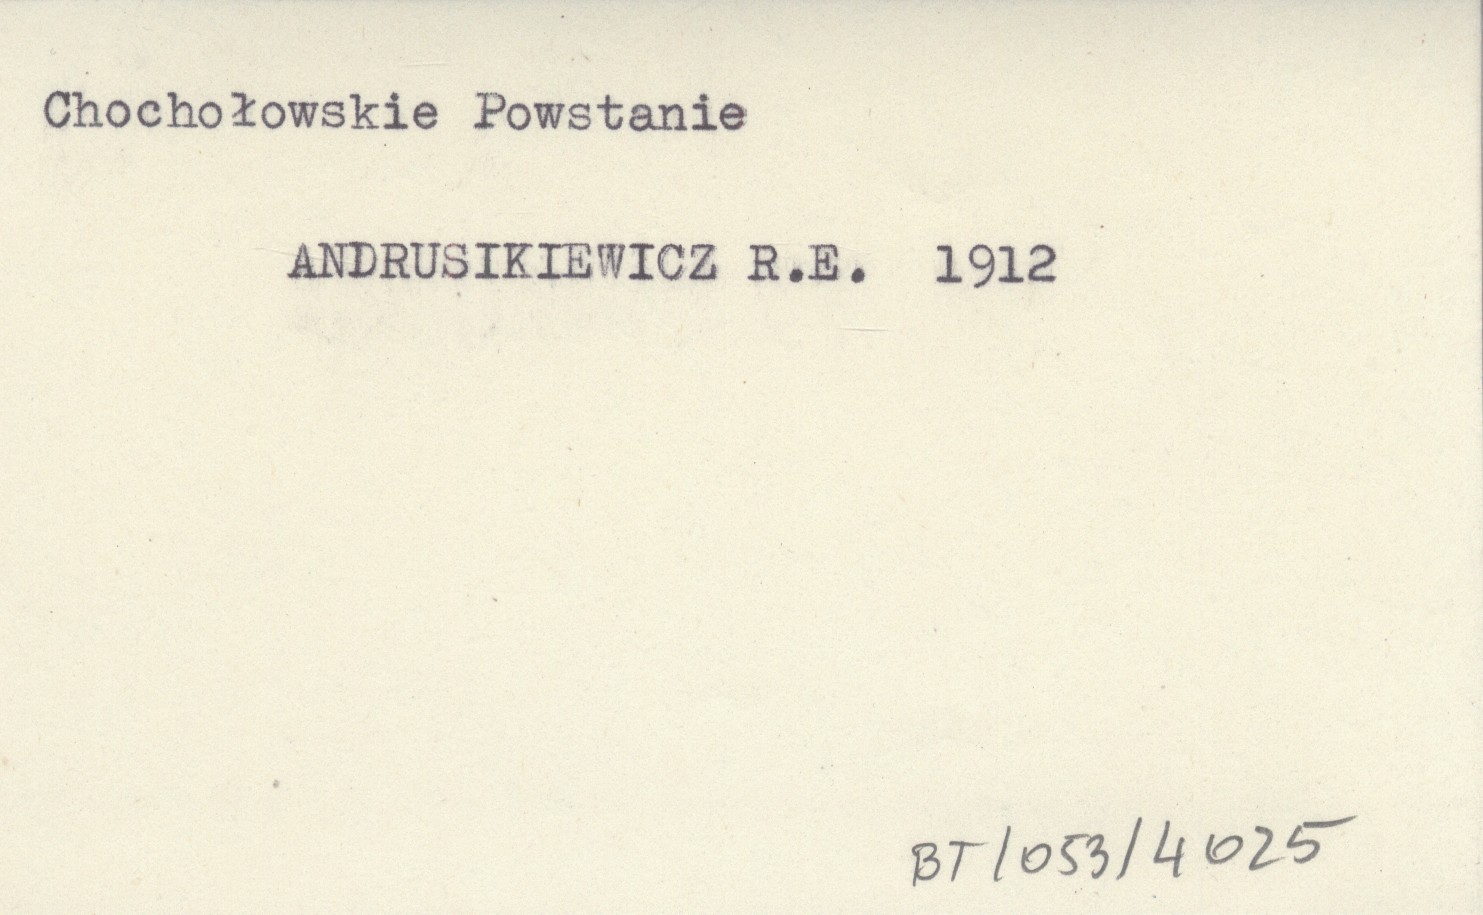 Chochołowskie Powstanie
ANDRUSIKIEWICZ R.E. 1912
BT/053/4025